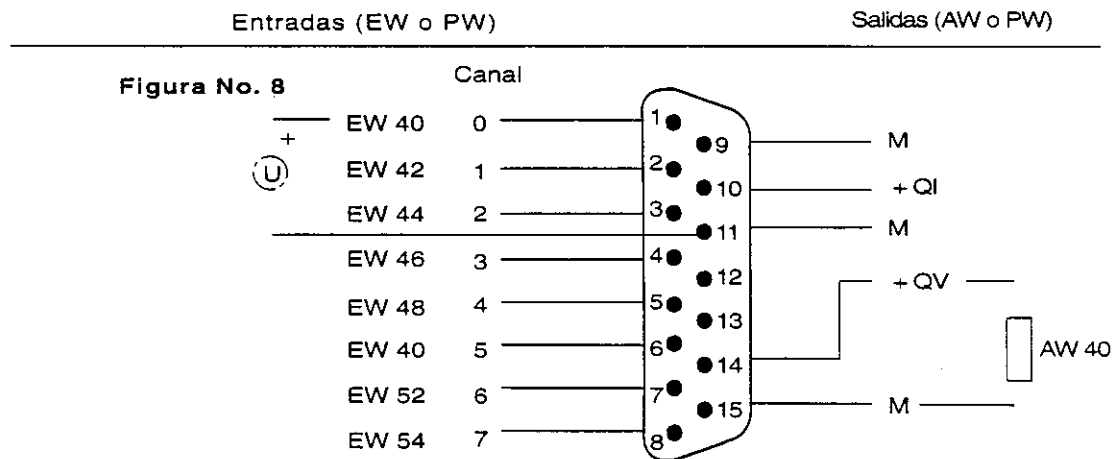 Entradas (EW o PW) Salidas (AW o PW)
Figura No. 8
Canal
EW 40 0
+
U
EW 42 1
EW 44 2
EW 46 3
EW 48 4
EW 40 5
EW 52 6
EW 54 7
1
2
3
4
5
6
7
8
9
10
11
12
13
14
15
M
+ QI
M
+ QV
AW 40
M